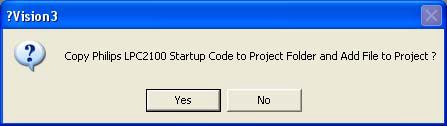 ?Vision3
Copy Philips LPC2100 Startup Code to Project Folder and Add File to Project ?
Yes
No